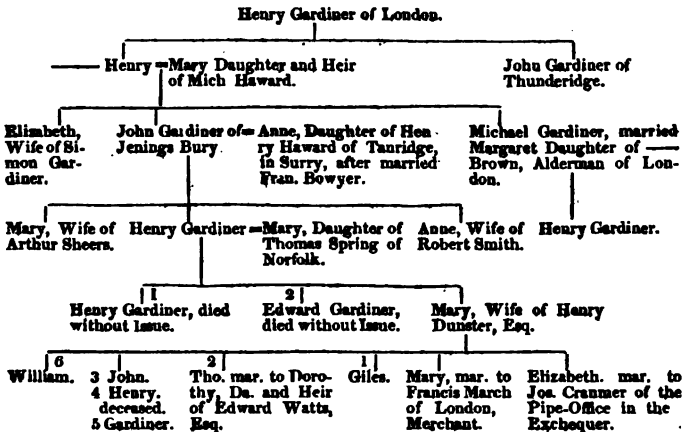 Henry Gardiner of London.
Henry = Mary Daughter and Heir
of Mich Haward.
John Gardiner of
Thunderidge.
Elizabeth,
Wife of Si-
mon Gar-
diner.
John Gardiner of =
Jenings Bury
Anne, Daughter of Hen
ry Haward of Tanridge,
in Surry, after married
Fran. Bowyer.
Michael Gardiner, married
Margaret Daughter of ——
Brown, Alderman of Lon-
don.
Mary, Wife of
Arthur Sheers.
Henry Gardiner =
Mary, Daughter of
Thomas Spring of
Norfolk.
Anne, Wife of
Robert Smith.
Henry Gardiner.
1
Henry Gardiner, died
without Issue.
2
Edward Gardiner,
died without Issue.
Mary, Wife of Henry
Dunster, Esq.
6
William.
3 John.
4 Henry.
deceased.
5 Gardiner.
2
Tho. mar. to Doro-
thy, Da. and Heir
of Edward Watts,
Esq.
1
Giles.
Mary, mar. to
Francis March
of London,
Merchant.
Elizabeth. mar. to
Jos. Cranmer of the
Pipe-Office in the
Exchequer.